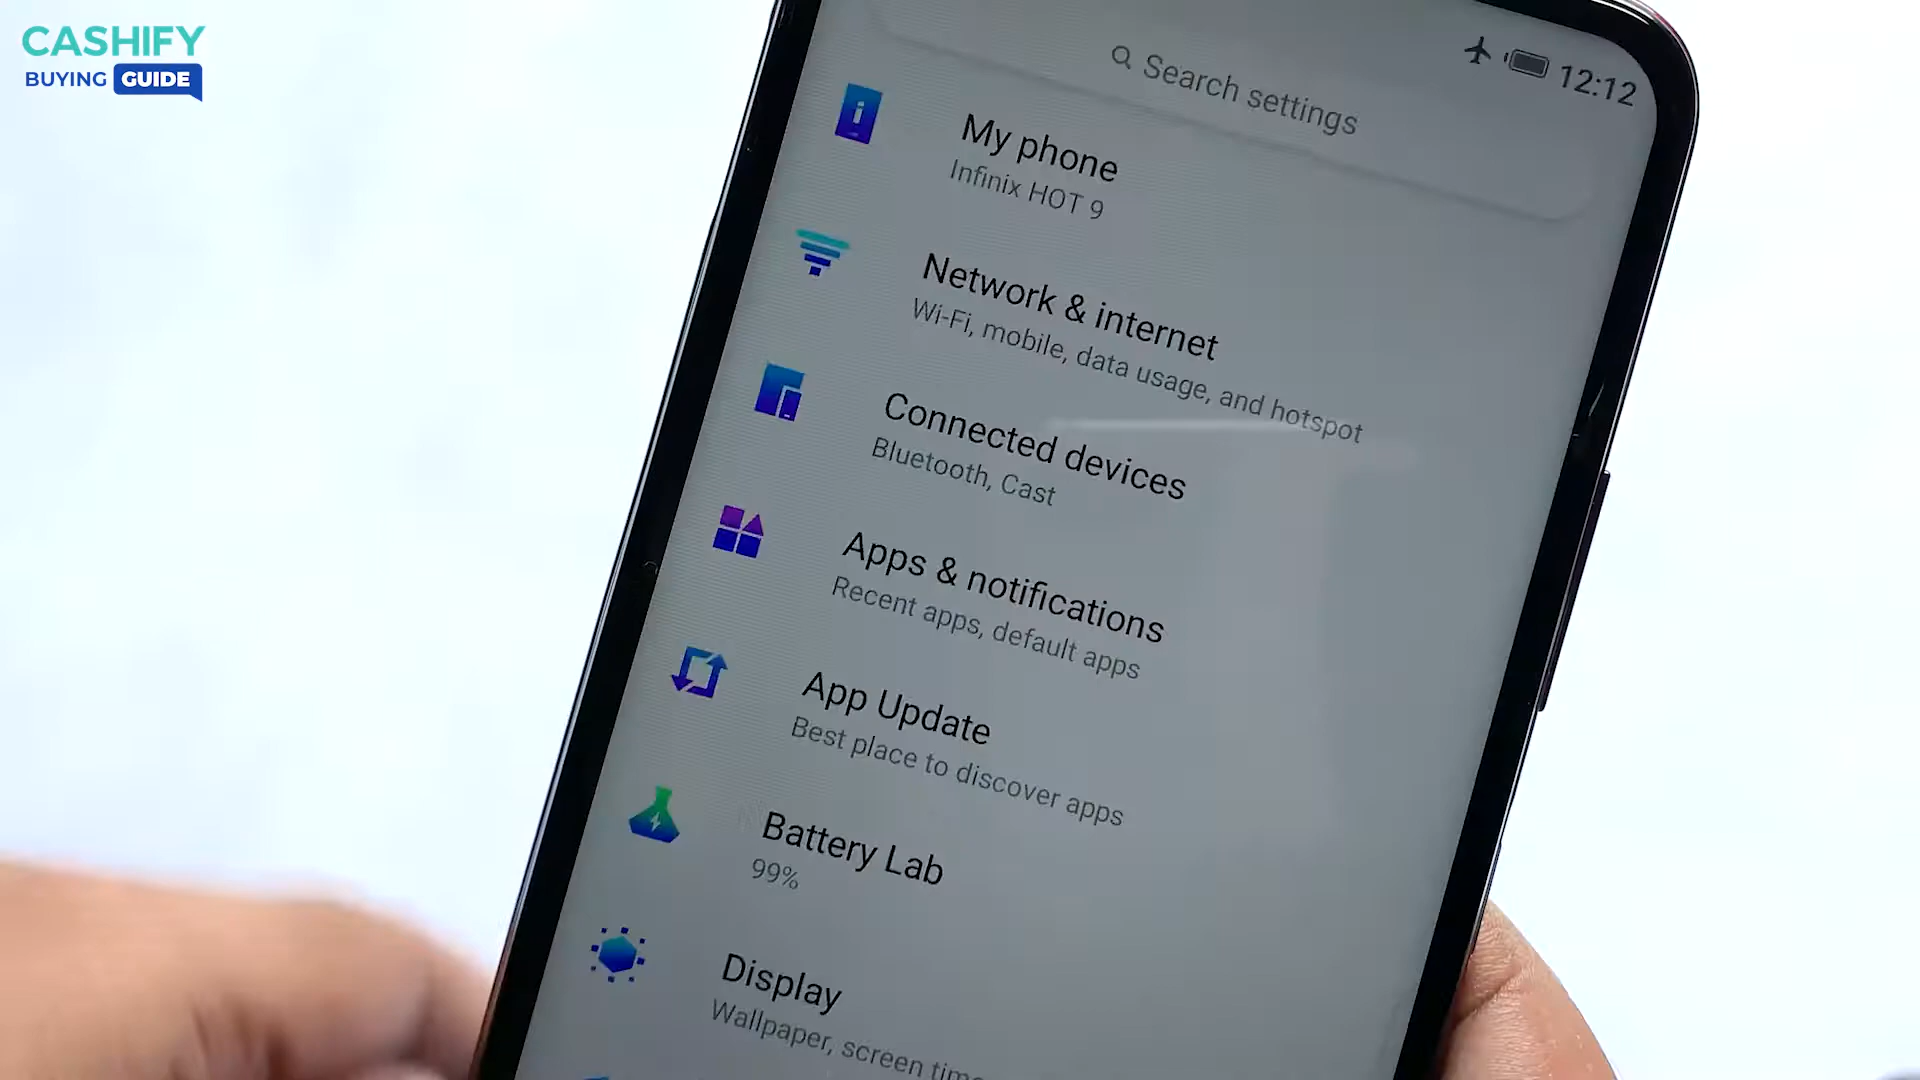 CASHIFY
BUYING GUIDE
12:12
Search settings
My phone
Infinix HOT 9
Network & internet
Wi-Fi, mobile, data usage, and hotspot
Connected devices
Bluetooth, Cast
Apps & notifications
Recent apps, default apps
App Update
Best place to discover apps
Battery Lab
99%
Display
Wallpaper, screen